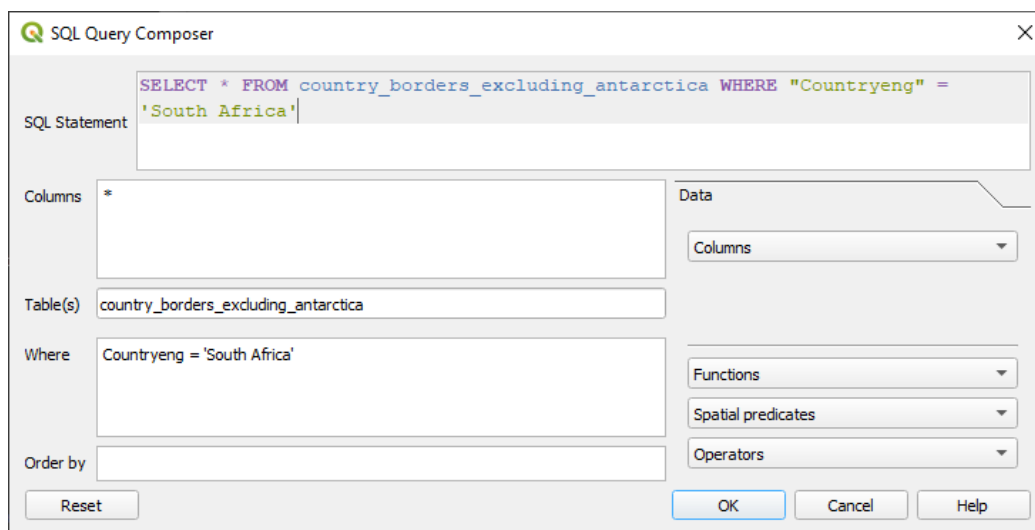 SQL Query Composer
SQL Statement
SELECT * FROM country_borders_excluding_antarctica WHERE "Countryeng" =
'South Africa'
Columns
*
Data
Columns
Table(s)
country_borders_excluding_antarctica
Where
Countryeng = 'South Africa'
Functions
Spatial predicates
Operators
Order by
Reset
OK
Cancel
Help